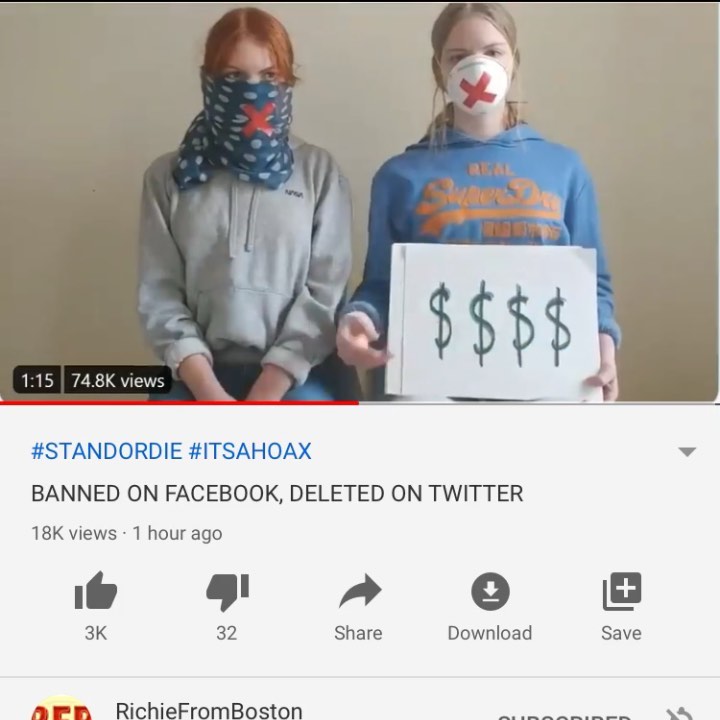 NASA
REAL
SuperDry
$$$$
1:15 74.8K views
#STANDORDIE #ITSAHOAX
BANNED ON FACEBOOK, DELETED ON TWITTER
18K views · 1 hour ago
3K 32 Share Download Save
RichieFromBoston
SUBSCRIBED